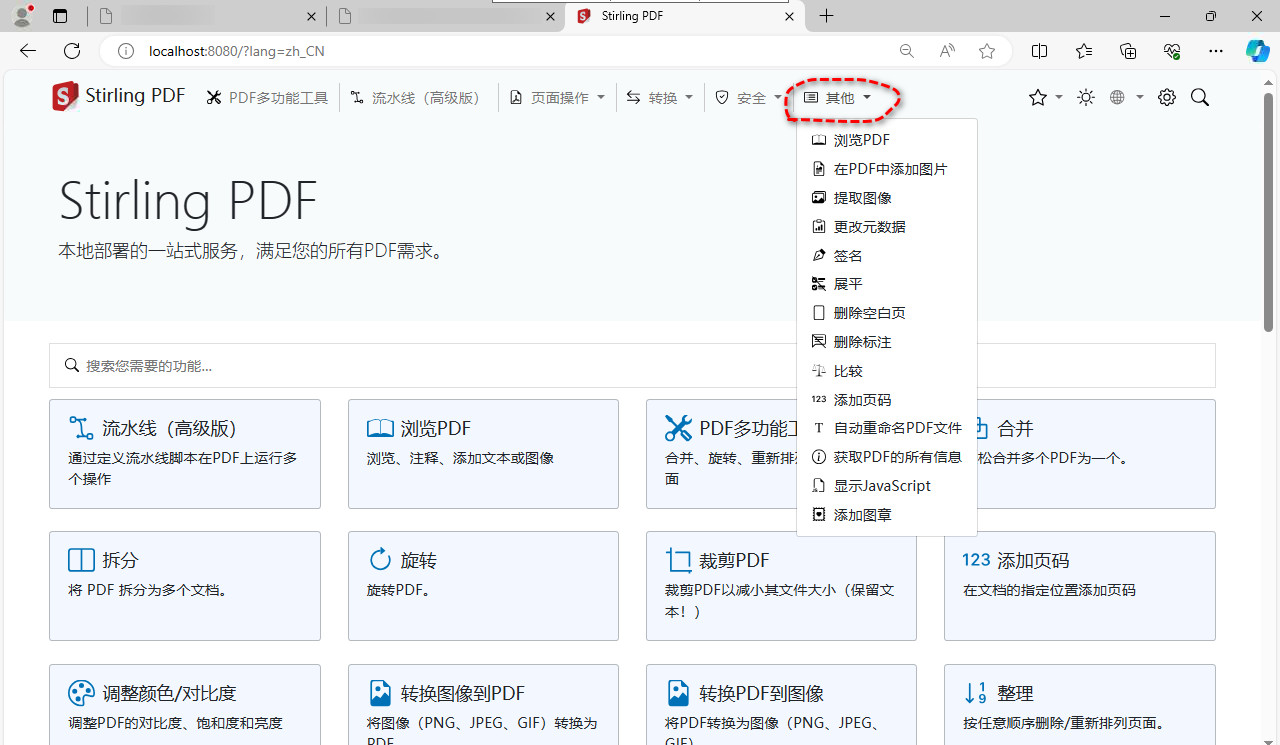 Stirling PDF
localhost:8080/?lang=zh_CN
Stirling PDF
PDF多功能工具
流水线（高级版）
页面操作
转换
安全
其他
浏览PDF
在PDF中添加图片
提取图像
更改元数据
签名
展平
删除空白页
删除标注
比较
123 添加页码
T 自动重命名PDF文件
获取PDF的所有信息
显示JavaScript
添加图章
Stirling PDF
本地部署的一站式服务，满足您的所有PDF需求。
搜索您需要的功能...
流水线（高级版）
通过定义流水线脚本在PDF上运行多
个操作
浏览PDF
浏览、注释、添加文本或图像
PDF多功能
合并、旋转、重新排
面
合并
松合并多个PDF为一个。
拆分
将 PDF 拆分为多个文档。
旋转
旋转PDF。
裁剪PDF
裁剪PDF以减小其文件大小（保留文
本！）
123 添加页码
在文档的指定位置添加页码
调整颜色/对比度
调整PDF的对比度、饱和度和亮度
转换图像到PDF
将图像（PNG、JPEG、GIF）转换为
PDF
转换PDF到图像
将PDF转换为图像（PNG、JPEG、
GIF）
整理
按任意顺序删除/重新排列页面。